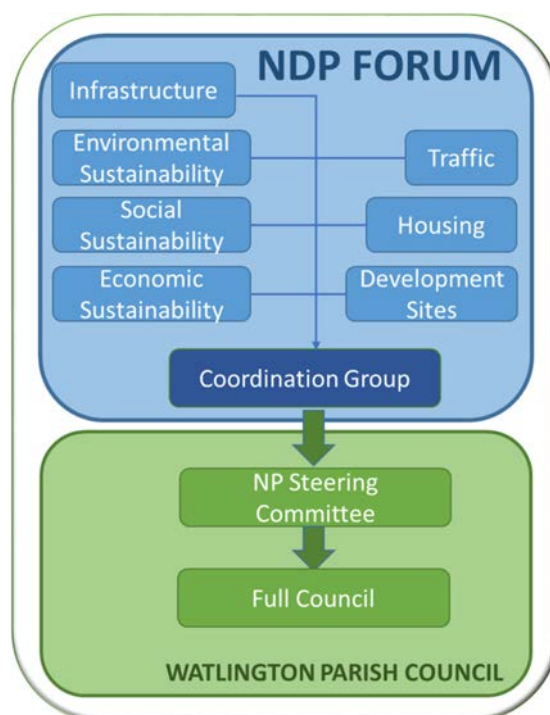 NDP FORUM
Infrastructure
Environmental
Sustainability
Traffic
Social
Sustainability
Housing
Economic
Sustainability
Development
Sites
Coordination Group
NP Steering
Committee
Full Council
WATLINGTON PARISH COUNCIL